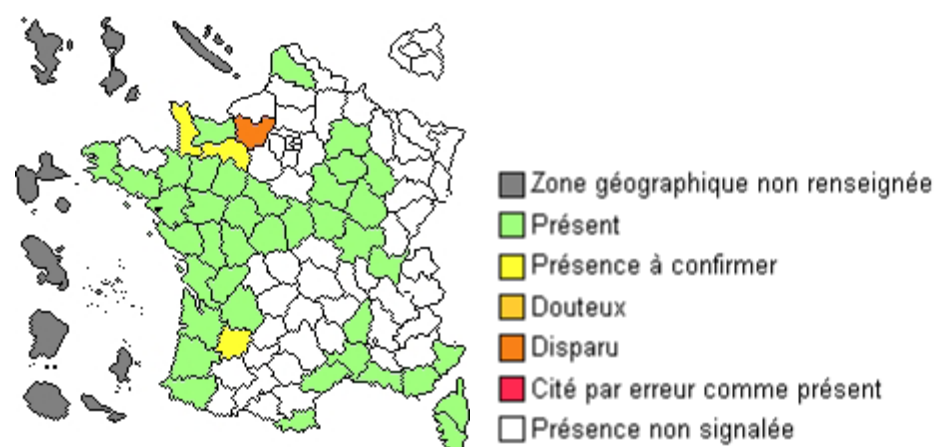 Zone géographique non renseignée
Présent
Présence à confirmer
Douteux
Disparu
Cité par erreur comme présent
Présence non signalée